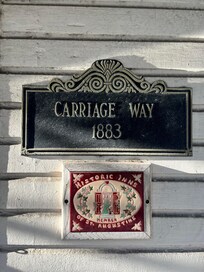 CARRIAGE WAY
1883
HISTORIC INNS
MEMBER
OF ST. AUGUSTINE